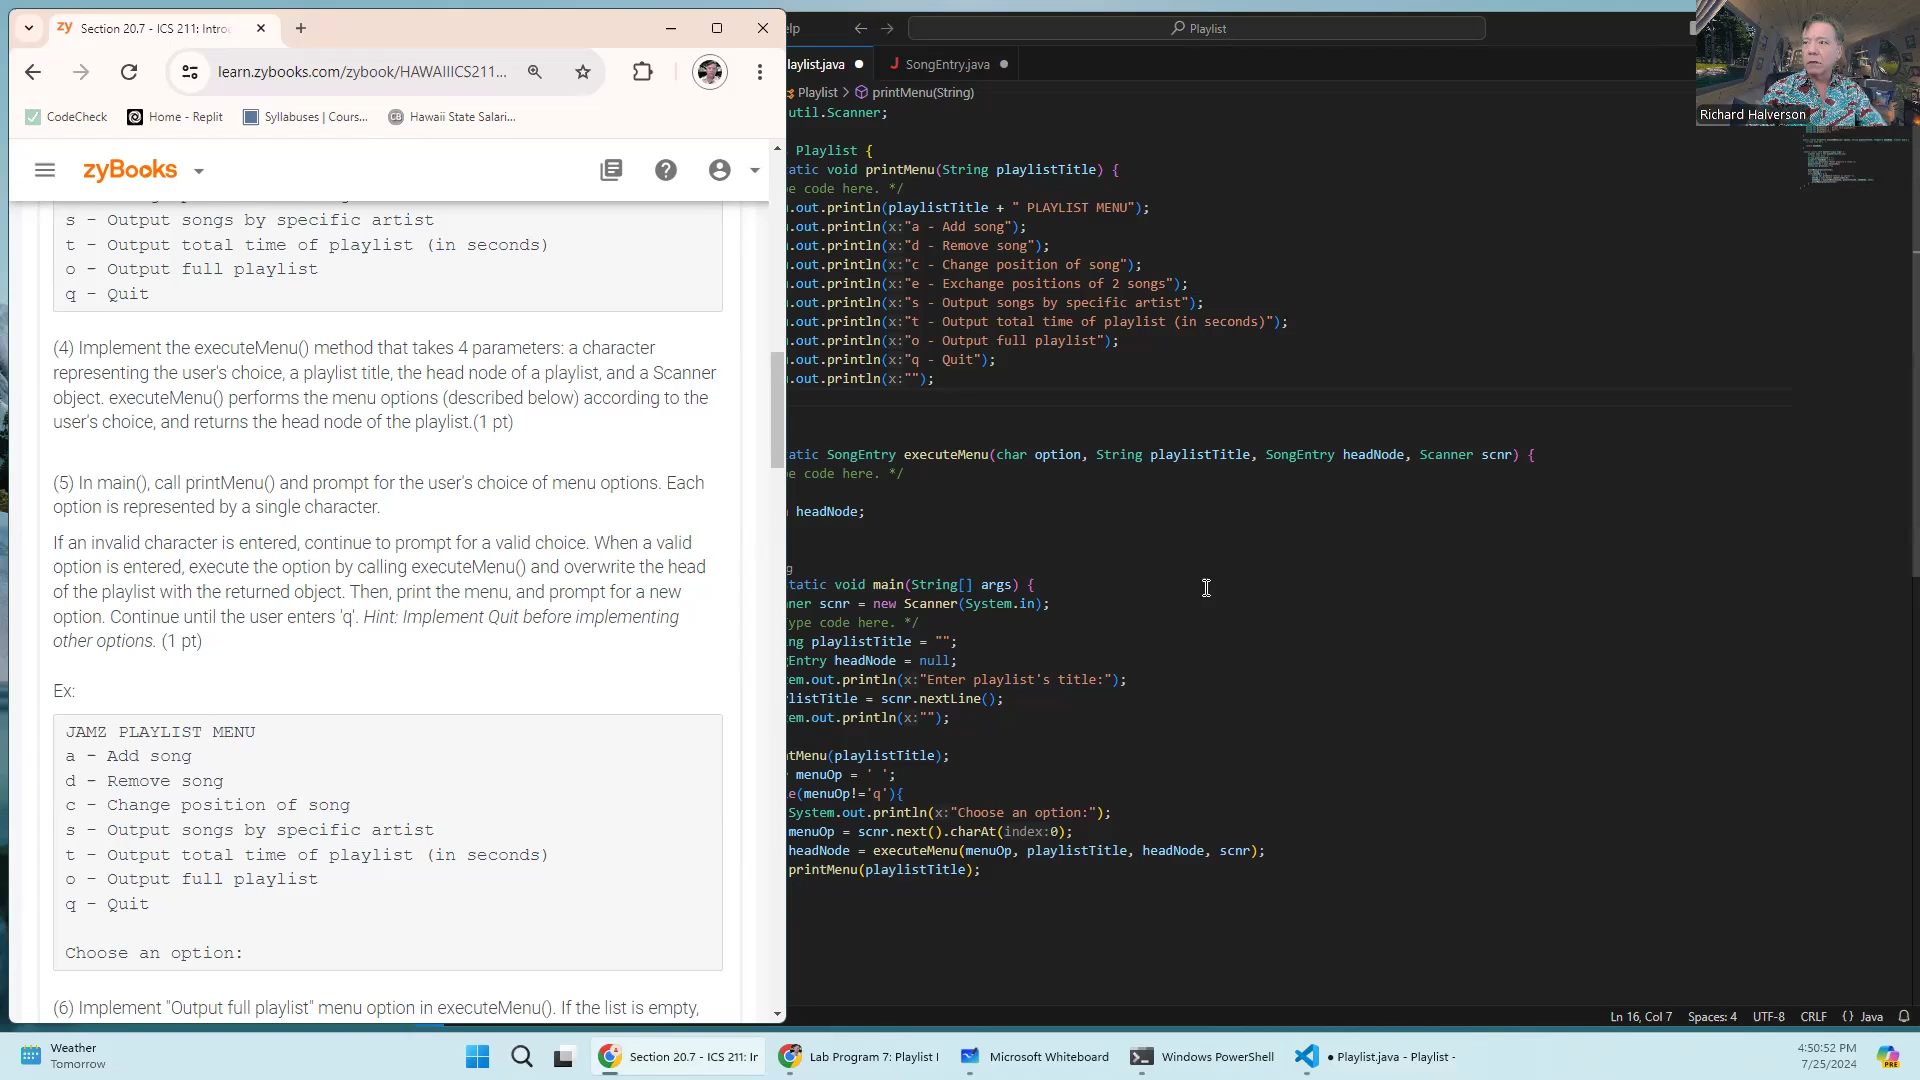 Section 20.7 - ICS 211: Intro
learn.zybooks.com/zybook/HAWAIIICS211...
CodeCheck
Home - Replit
Syllabuses | Cours...
Hawaii State Salari...
zyBooks
s - Output songs by specific artist
t - Output total time of playlist (in seconds)
o - Output full playlist
q - Quit
(4) Implement the executeMenu() method that takes 4 parameters: a character
representing the user's choice, a playlist title, the head node of a playlist, and a Scanner
object. executeMenu() performs the menu options (described below) according to the
user's choice, and returns the head node of the playlist.(1 pt)
(5) In main(), call printMenu() and prompt for the user's choice of menu options. Each
option is represented by a single character.
If an invalid character is entered, continue to prompt for a valid choice. When a valid
option is entered, execute the option by calling executeMenu() and overwrite the head
of the playlist with the returned object. Then, print the menu, and prompt for a new
option. Continue until the user enters 'q'. Hint: Implement Quit before implementing
other options. (1 pt)
Ex:
JAMZ PLAYLIST MENU
a - Add song
d - Remove song
c - Change position of song
s - Output songs by specific artist
t - Output total time of playlist (in seconds)
o - Output full playlist
q - Quit
Choose an option:
(6) Implement "Output full playlist" menu option in executeMenu(). If the list is empty,
elp
Playlist
laylist.java
J SongEntry.java
Playlist > printMenu(String)
util.Scanner;
Playlist {
atic void printMenu(String playlistTitle) {
e code here. */
.out.println(playlistTitle + " PLAYLIST MENU");
.out.println(x:"a - Add song");
.out.println(x:"d - Remove song");
.out.println(x:"c - Change position of song");
.out.println(x:"e - Exchange positions of 2 songs");
.out.println(x:"s - Output songs by specific artist");
.out.println(x:"t - Output total time of playlist (in seconds)");
.out.println(x:"o - Output full playlist");
.out.println(x:"q - Quit");
.out.println(x:"");
atic SongEntry executeMenu(char option, String playlistTitle, SongEntry headNode, Scanner scnr) {
e code here. */
headNode;
g
tatic void main(String[] args) {
ner scnr = new Scanner(System.in);
ype code here. */
ng playlistTitle = "";
gEntry headNode = null;
em.out.println(x:"Enter playlist's title:");
ylistTitle = scnr.nextLine();
em.out.println(x:"");
tMenu(playlistTitle);
menuOp = ' ';
e(menuOp!='q'){
System.out.println(x:"Choose an option:");
menuOp = scnr.next().charAt(index:0);
headNode = executeMenu(menuOp, playlistTitle, headNode, scnr);
printMenu(playlistTitle);
Ln 16, Col 7 Spaces: 4 UTF-8 CRLF {} Java
Richard Halverson
Weather
Tomorrow
Section 20.7 - ICS 211: Ir
Lab Program 7: Playlist I
Microsoft Whiteboard
Windows PowerShell
● Playlist.java - Playlist -
4:50:52 PM
7/25/2024
PRE